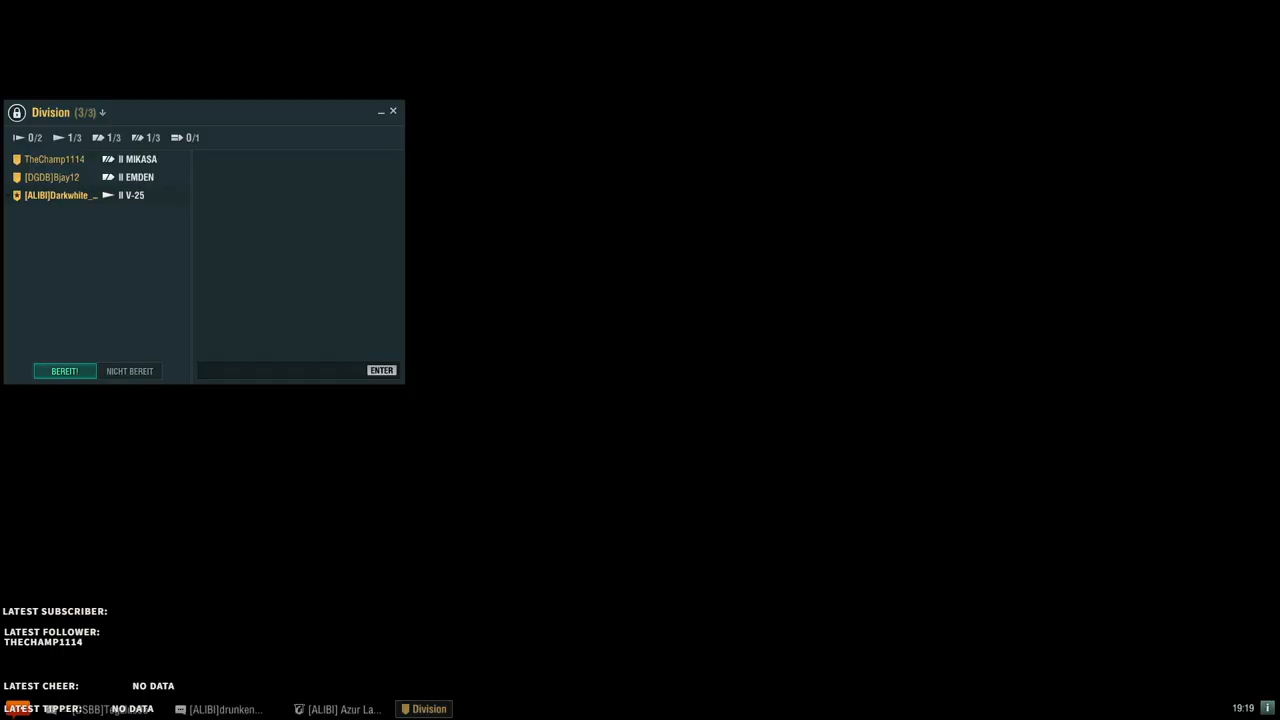 Division (3/3)
0/2 1/3 1/3 1/3 0/1
TheChamp1114 II MIKASA
[DGDB]Bjay12 II EMDEN
[ALIBI]Darkwhite_... II V-25
BEREIT! NICHT BEREIT ENTER
LATEST SUBSCRIBER:
LATEST FOLLOWER:
THECHAMP1114
LATEST CHEER: NO DATA
LATEST TIPPER: NO DATA
[ALIBI]drunken... [ALIBI] Azur La... Division 19:19